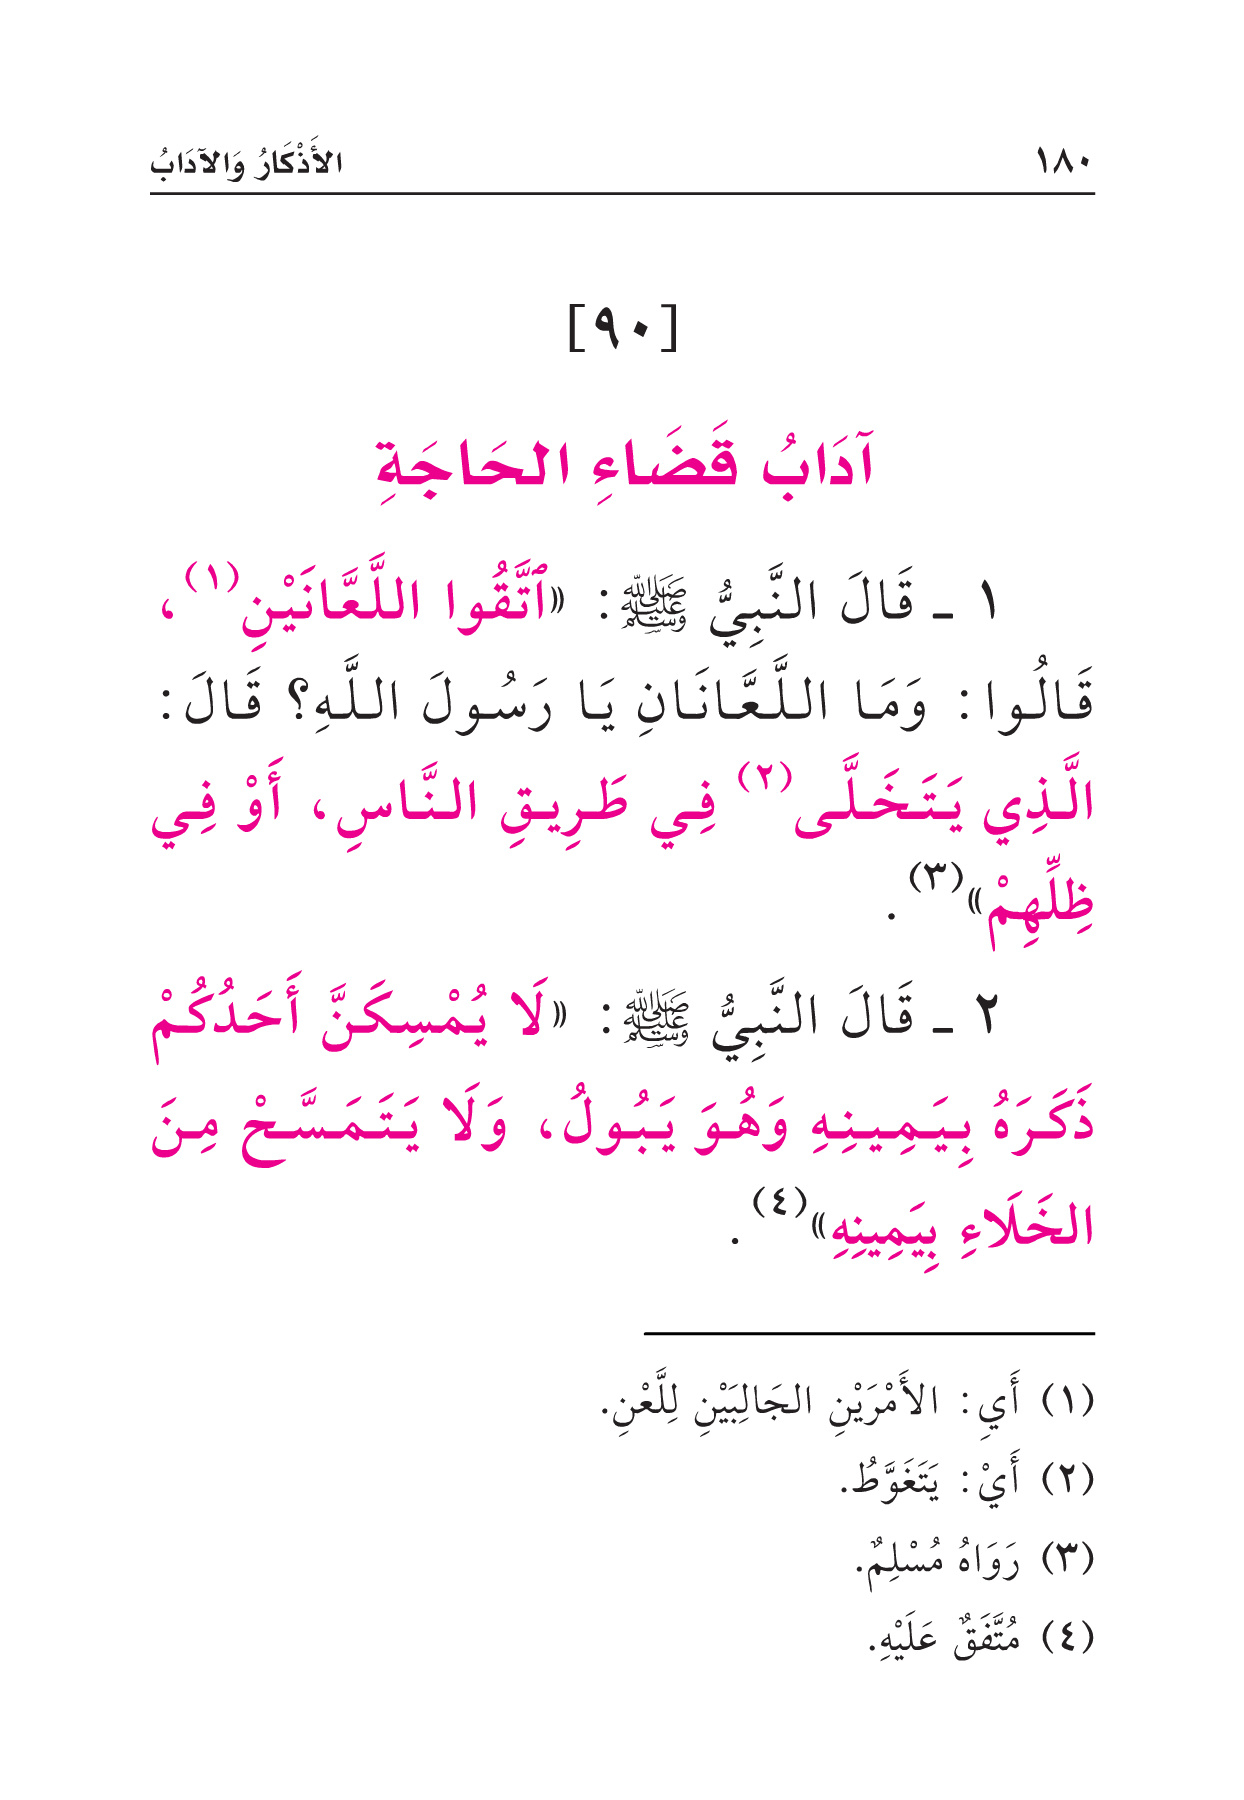 ١٨٠ الأَذْكَارُ وَالآدَابُ
[٩٠]
آدَابُ قَضَاءِ الحَاجَةِ
١ ـ قَالَ النَّبِيُّ ﷺ: «ٱتَّقُوا اللَّعَّانَيْنِ(١)،
قَالُوا: وَمَا اللَّعَّانَانِ يَا رَسُولَ اللَّهِ؟ قَالَ:
الَّذِي يَتَخَلَّى(٢) فِي طَرِيقِ النَّاسِ، أَوْ فِي
ظِلِّهِمْ»(٣).
٢ ـ قَالَ النَّبِيُّ ﷺ: «لَا يُمْسِكَنَّ أَحَدُكُمْ
ذَكَرَهُ بِيَمِينِهِ وَهُوَ يَبُولُ، وَلَا يَتَمَسَّحْ مِنَ
الخَلَاءِ بِيَمِينِهِ»(٤).
(١) أَيِ: الأَمْرَيْنِ الجَالِبَيْنِ لِلَّعْنِ.
(٢) أَيْ: يَتَغَوَّطُ.
(٣) رَوَاهُ مُسْلِمٌ.
(٤) مُتَّفَقٌ عَلَيْهِ.